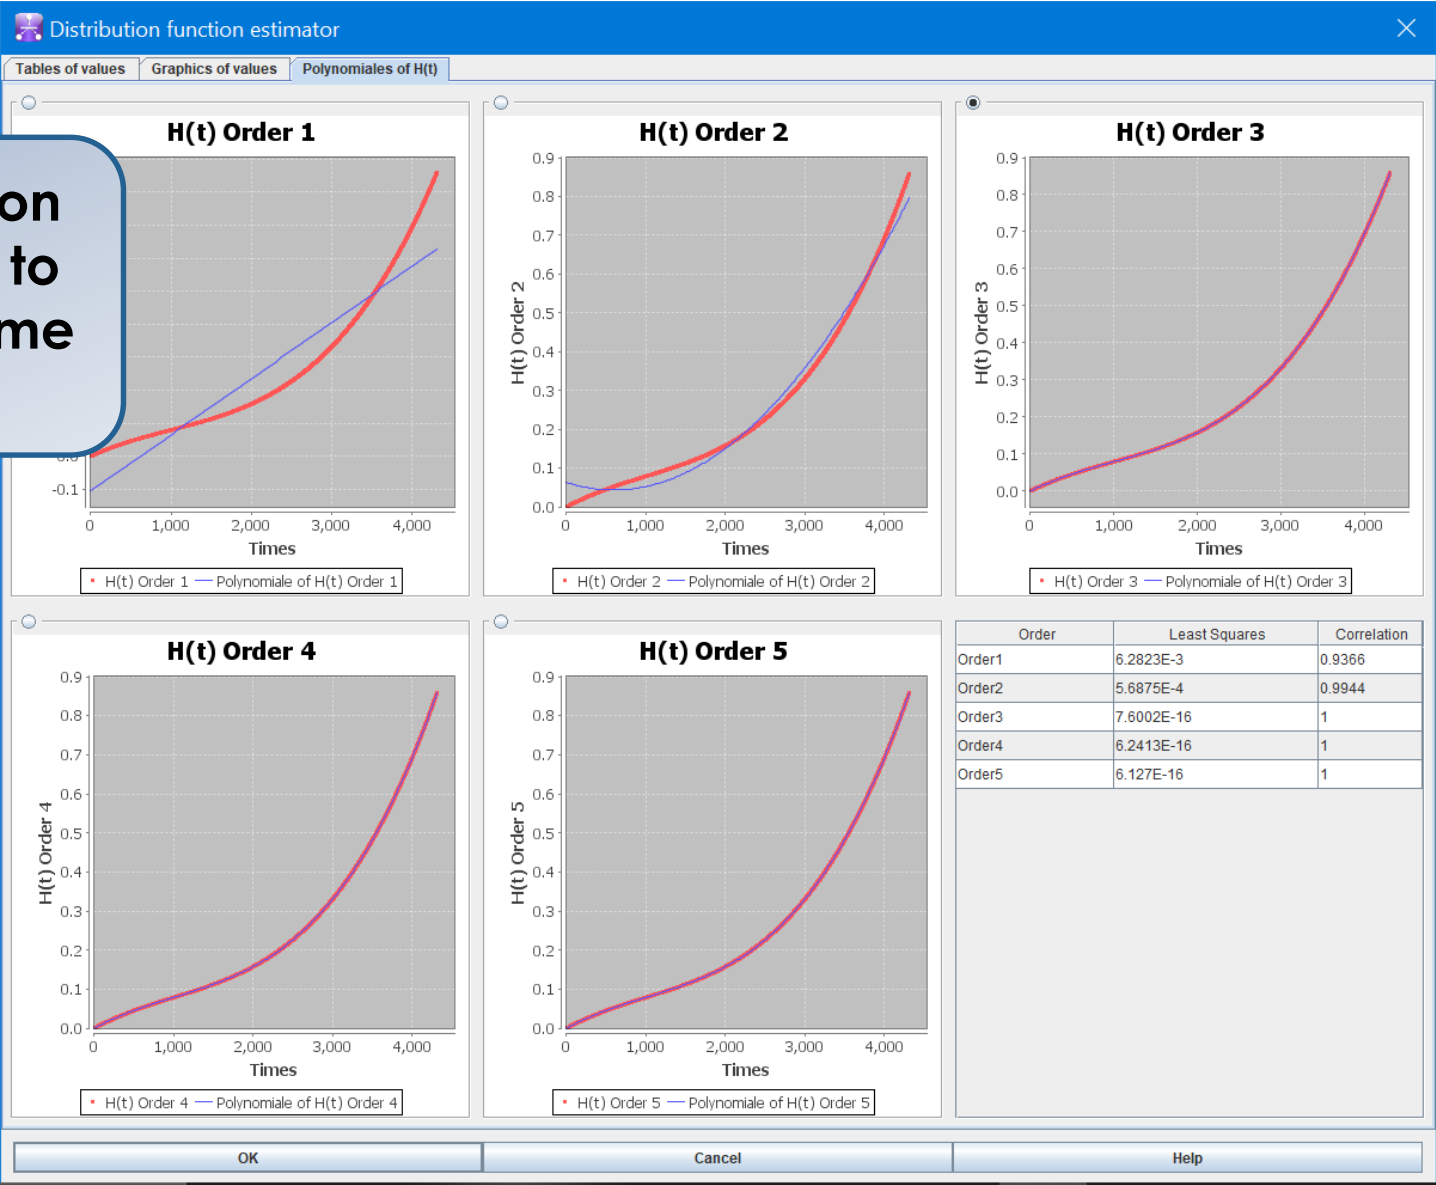 Distribution function estimator
Tables of values Graphics of values Polynomiales of H(t)
H(t) Order 1
on
to
me
0.0
-0.1
0 1,000 2,000 3,000 4,000
Times
H(t) Order 1 Polynomiale of H(t) Order 1
H(t) Order 2
0.9
0.8
0.7
0.6
0.5
0.4
0.3
0.2
0.1
0.0
H(t) Order 2
0 1,000 2,000 3,000 4,000
Times
H(t) Order 2 Polynomiale of H(t) Order 2
H(t) Order 3
0.9
0.8
0.7
0.6
0.5
0.4
0.3
0.2
0.1
0.0
H(t) Order 3
0 1,000 2,000 3,000 4,000
Times
H(t) Order 3 Polynomiale of H(t) Order 3
H(t) Order 4
0.9
0.8
0.7
0.6
0.5
0.4
0.3
0.2
0.1
0.0
H(t) Order 4
0 1,000 2,000 3,000 4,000
Times
H(t) Order 4 Polynomiale of H(t) Order 4
H(t) Order 5
0.9
0.8
0.7
0.6
0.5
0.4
0.3
0.2
0.1
0.0
H(t) Order 5
0 1,000 2,000 3,000 4,000
Times
H(t) Order 5 Polynomiale of H(t) Order 5
Order Least Squares Correlation
Order1 6.2823E-3 0.9366
Order2 5.6875E-4 0.9944
Order3 7.6002E-16 1
Order4 6.2413E-16 1
Order5 6.127E-16 1
OK Cancel Help